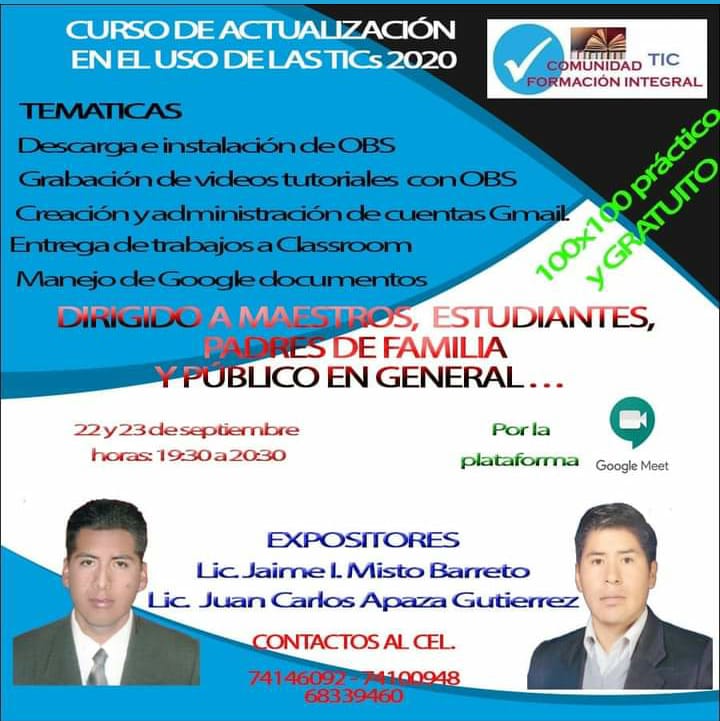 CURSO DE ACTUALIZACIÓN
EN EL USO DE LAS TICs 2020
COMUNIDAD TIC
FORMACIÓN INTEGRAL
TEMATICAS
Descarga e instalación de OBS
Grabación de videos tutoriales con OBS
Creación y administración de cuentas Gmail.
Entrega de trabajos a Classroom
Manejo de Google documentos
100x100 práctico
y GRATUITO
DIRIGIDO A MAESTROS, ESTUDIANTES,
PADRES DE FAMILIA
Y PÚBLICO EN GENERAL...
22 y 23 de septiembre
horas: 19:30 a 20:30
Por la
plataforma
Google Meet
EXPOSITORES
Lic. Jaime I. Misto Barreto
Lic. Juan Carlos Apaza Gutierrez
CONTACTOS AL CEL.
74146092 - 74100948
68339460